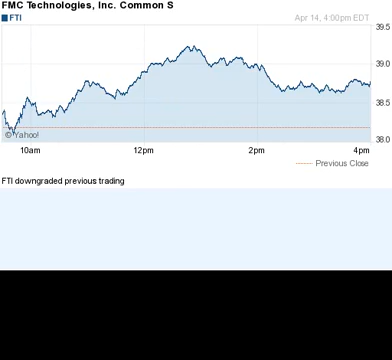 FMC Technologies, Inc. Common S
FTI
Apr 14, 4:00pm EDT
39.5
39.0
38.5
38.0
© Yahoo!
10am
12pm
2pm
4pm
Previous Close
FTI downgraded previous trading